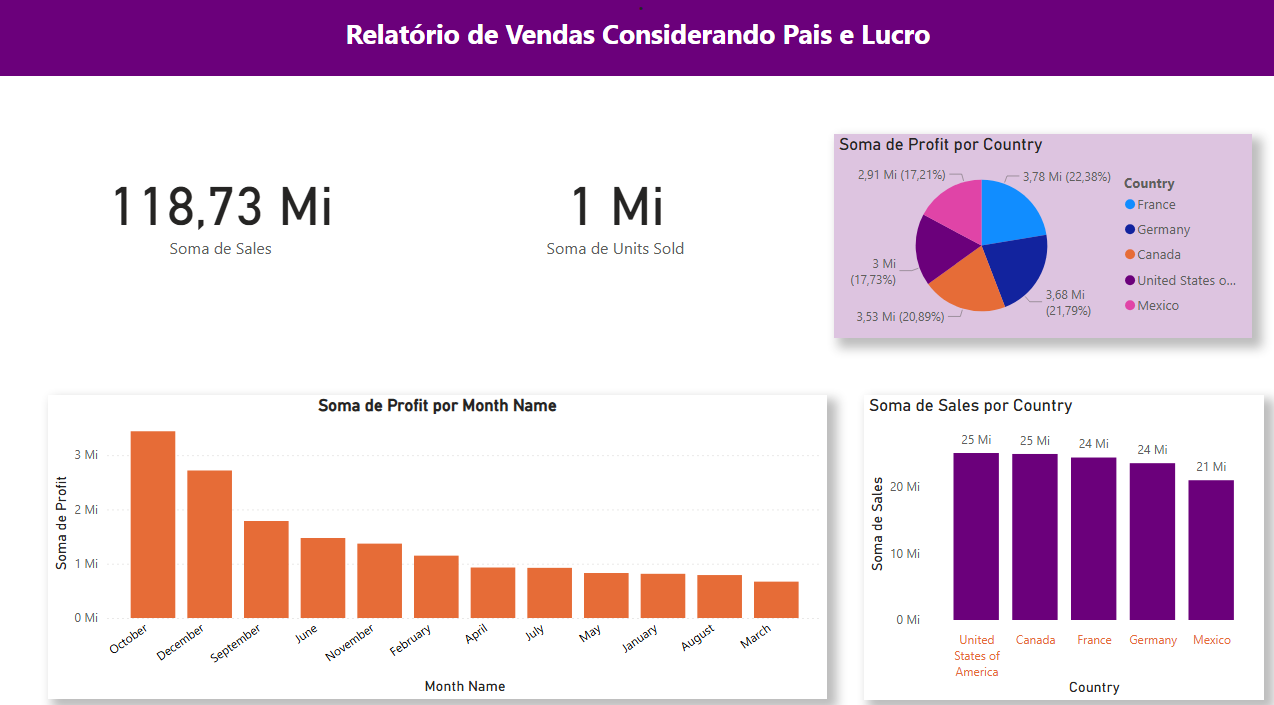 Relatório de Vendas Considerando Pais e Lucro
118,73 Mi
Soma de Sales
1 Mi
Soma de Units Sold
Soma de Profit por Country
2,91 Mi (17,21%)
3,78 Mi (22,38%)
3 Mi
(17,73%)
3,68 Mi
(21,79%)
3,53 Mi (20,89%)
Country
France
Germany
Canada
United States o...
Mexico
Soma de Profit por Month Name
Soma de Profit
3 Mi
2 Mi
1 Mi
0 Mi
October
December
September
June
November
February
April
July
May
January
August
March
Month Name
Soma de Sales por Country
Soma de Sales
20 Mi
10 Mi
0 Mi
25 Mi
25 Mi
24 Mi
24 Mi
21 Mi
United
States of
America
Canada
France
Germany
Mexico
Country